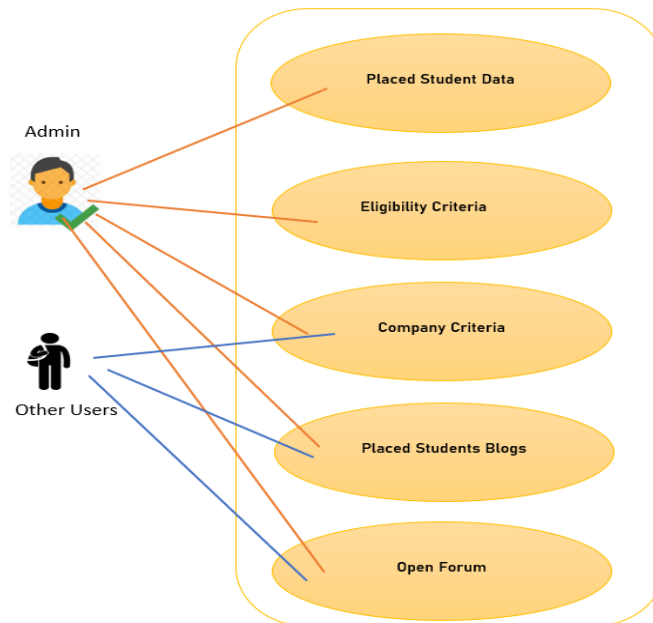 Placed Student Data
Admin
Eligibility Criteria
Company Criteria
Other Users
Placed Students Blogs
Open Forum